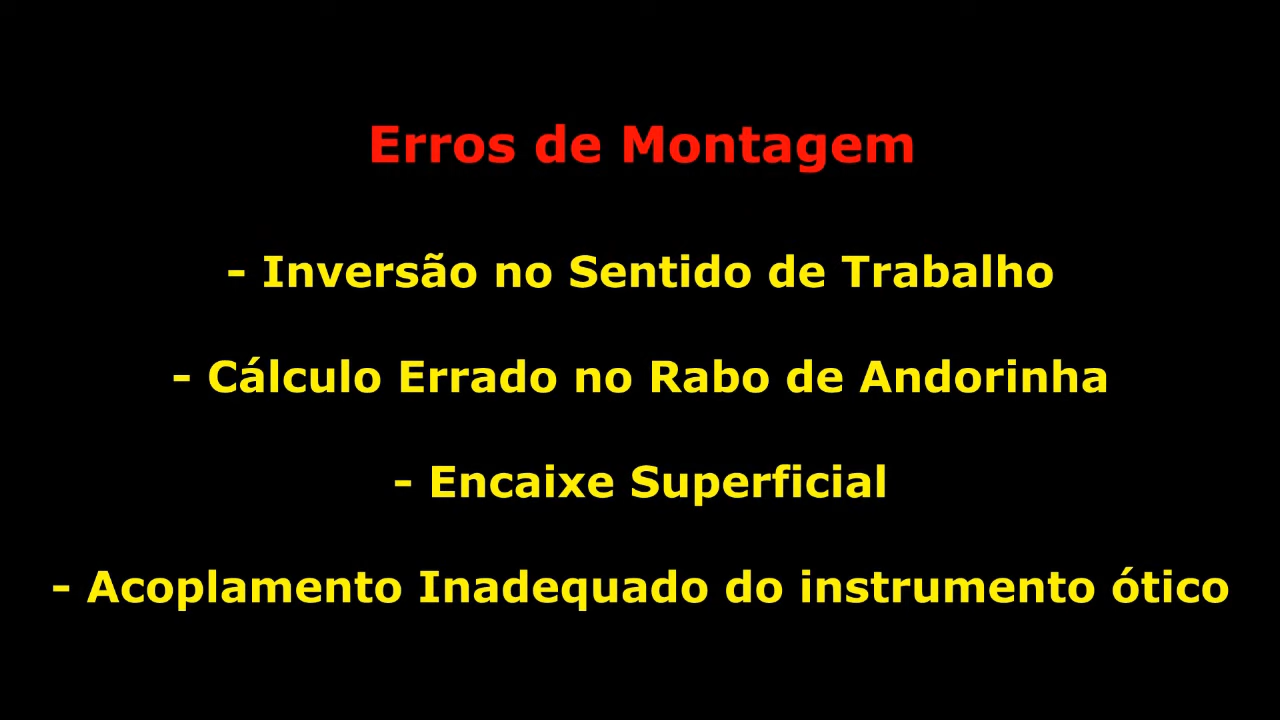 Erros de Montagem
- Inversão no Sentido de Trabalho
- Cálculo Errado no Rabo de Andorinha
- Encaixe Superficial
- Acoplamento Inadequado do instrumento ótico